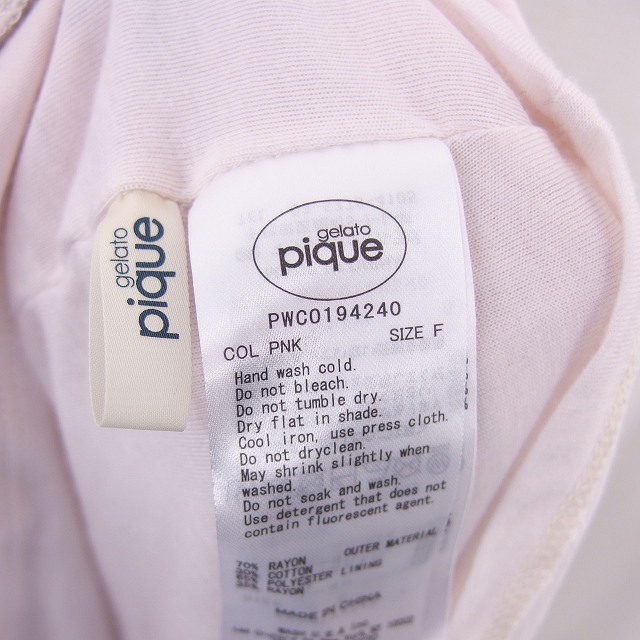 gelato
pique
gelato
pique
PWC0194240
COL PNK SIZE F
Hand wash cold.
Do not bleach.
Do not tumble dry.
Dry flat in shade.
Cool iron, use press cloth.
Do not dryclean.
May shrink slightly when
washed.
Do not soak and wash.
Use detergent that does not
contain fluorescent agent.
OUTER MATERIAL
70% RAYON
COTTON
POLYESTER LINING
RAYON
MADE IN CHINA